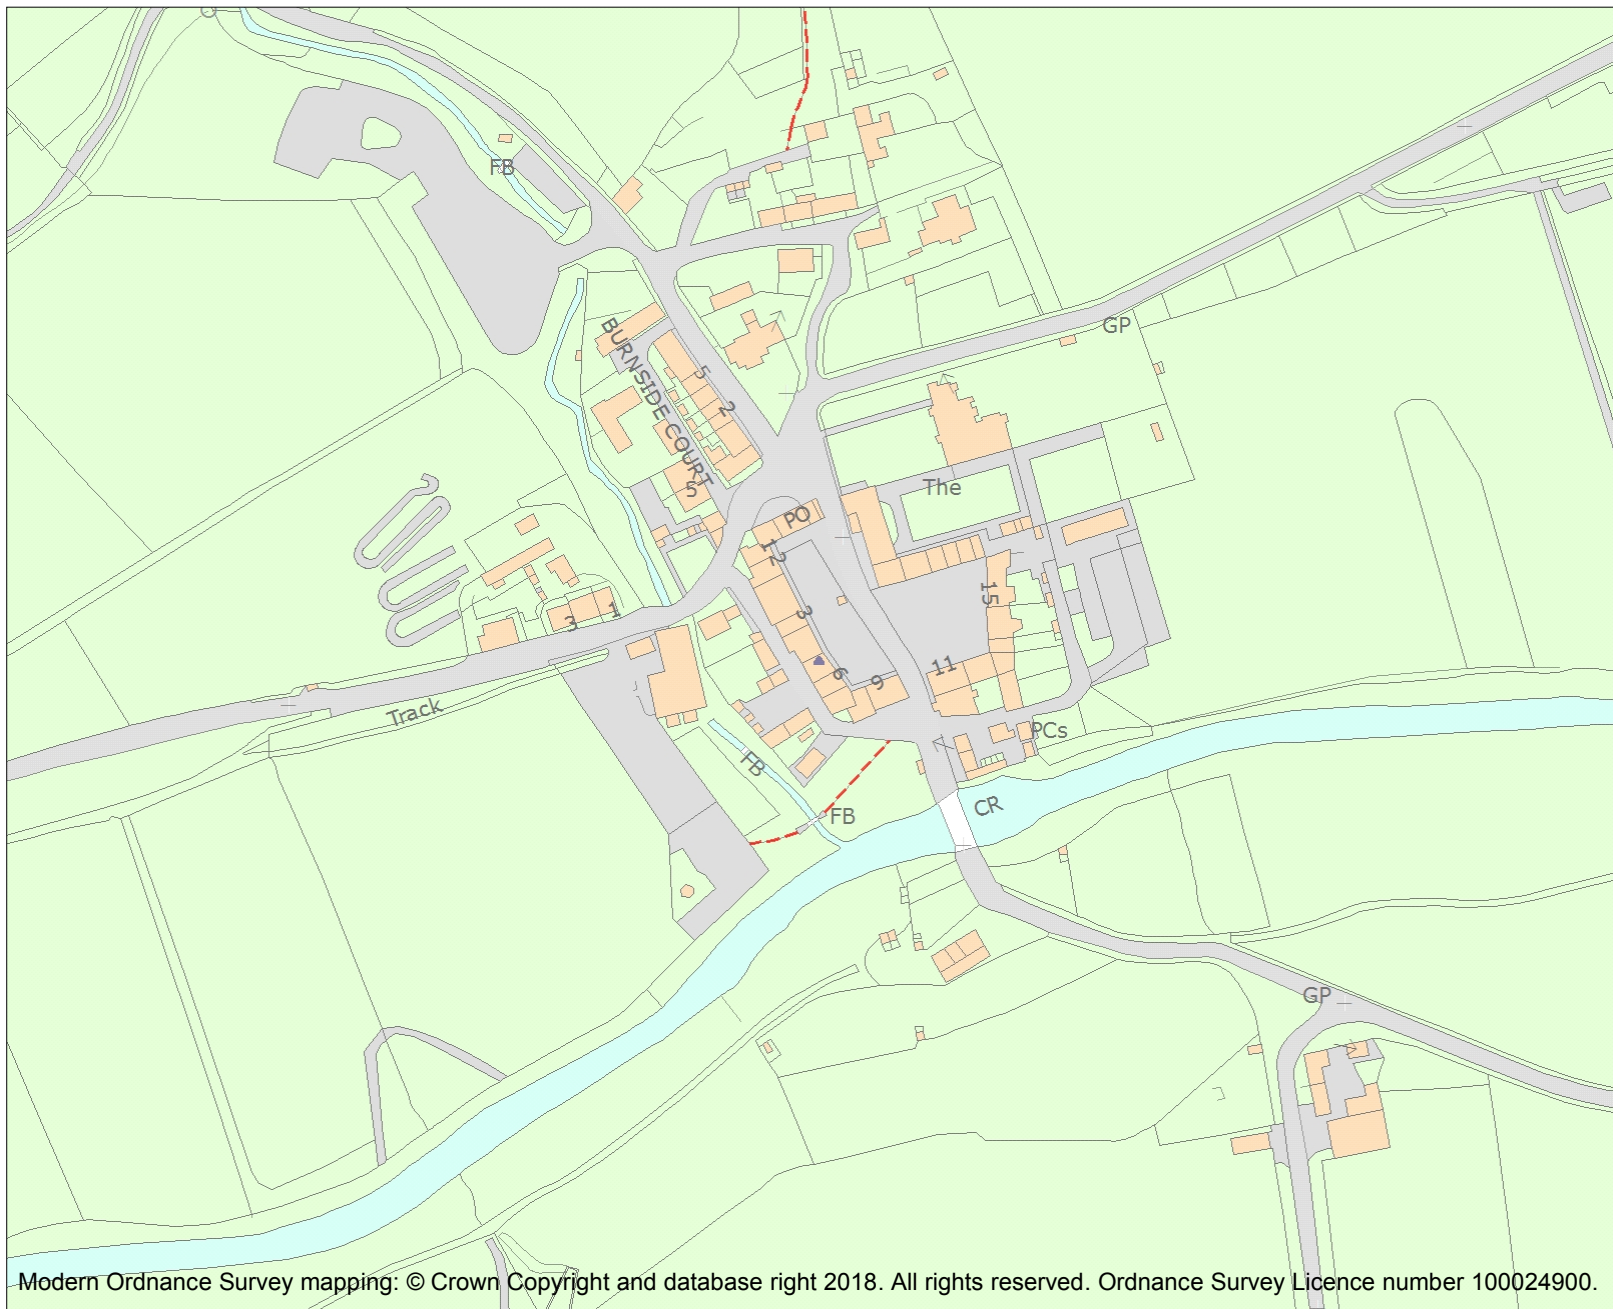 FB
GP
BURNSIDE COURT
5
2
5
The
PO
12
3
15
1
3
6
9
11
Track
PCs
FB
FB
CR
GP
Modern Ordnance Survey mapping: © Crown Copyright and database right 2018. All rights reserved. Ordnance Survey Licence number 100024900.